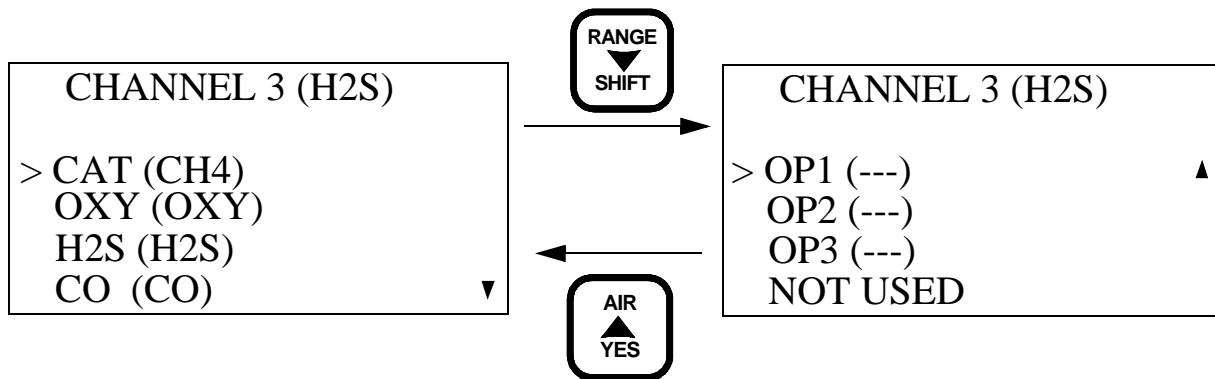 CHANNEL 3 (H2S)
> CAT (CH4)
OXY (OXY)
H2S (H2S)
CO (CO)
RANGE
SHIFT
AIR
YES
CHANNEL 3 (H2S)
> OP1 (---)
OP2 (---)
OP3 (---)
NOT USED